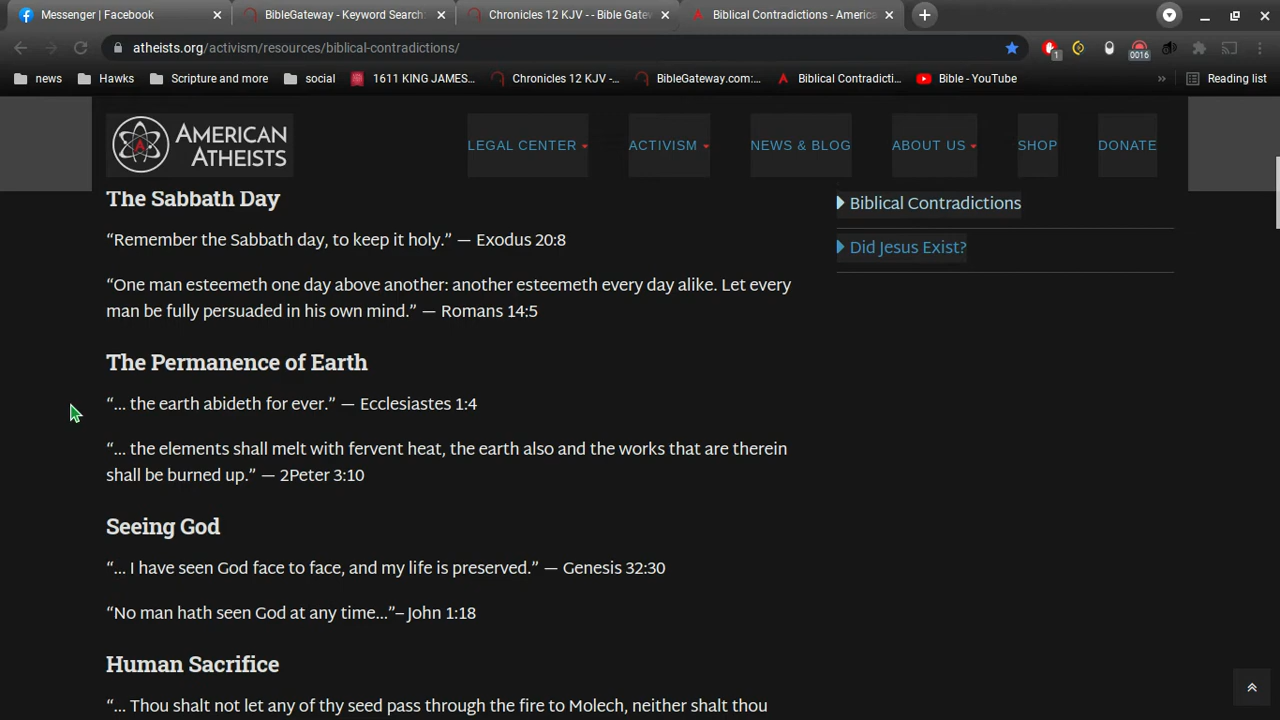 Messenger | Facebook
BibleGateway - Keyword Search:
Chronicles 12 KJV - - Bible Gatew
Biblical Contradictions - America
atheists.org/activism/resources/biblical-contradictions/
1
0016
news
Hawks
Scripture and more
social
1611 KING JAMES...
Chronicles 12 KJV -...
BibleGateway.com:...
Biblical Contradicti...
Bible - YouTube
»
Reading list
AMERICAN
ATHEISTS
LEGAL CENTER
ACTIVISM
NEWS & BLOG
ABOUT US
SHOP
DONATE
The Sabbath Day
“Remember the Sabbath day, to keep it holy.” — Exodus 20:8
“One man esteemeth one day above another: another esteemeth every day alike. Let every
man be fully persuaded in his own mind.” — Romans 14:5
The Permanence of Earth
“… the earth abideth for ever.” — Ecclesiastes 1:4
“… the elements shall melt with fervent heat, the earth also and the works that are therein
shall be burned up.” — 2Peter 3:10
Seeing God
“… I have seen God face to face, and my life is preserved.” — Genesis 32:30
“No man hath seen God at any time…”– John 1:18
Human Sacrifice
“… Thou shalt not let any of thy seed pass through the fire to Molech, neither shalt thou
Biblical Contradictions
Did Jesus Exist?